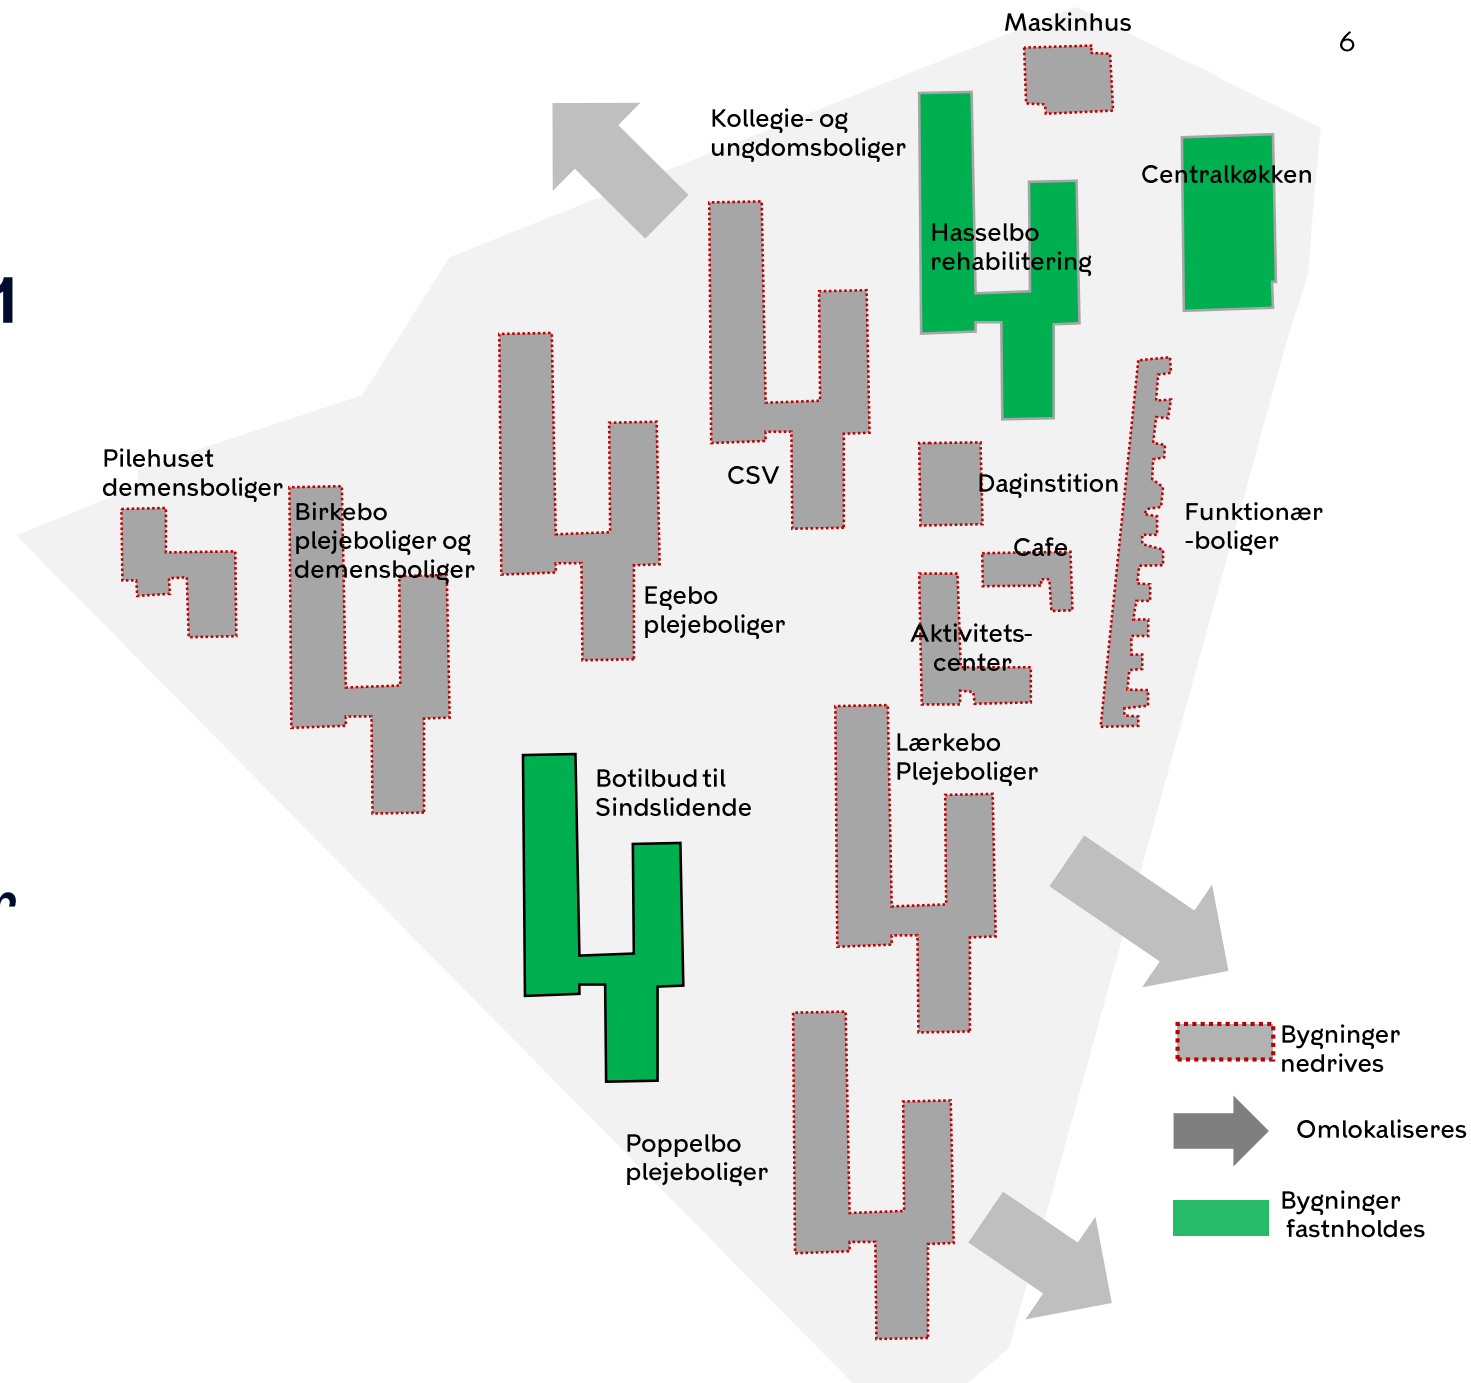 Maskinhus
6
Kollegie- og
ungdomsboliger
Centralkøkken
Hasselbo
rehabilitering
1
Pilehuset
demensboliger
CSV
Daginstition
Birkebo
plejeboliger og
demensboliger
Funktionær
-boliger
Cafe
Egebo
plejeboliger
Aktivitets-
center
Lærkebo
Plejeboliger
Botilbud til
Sindslidende
r
Bygninger
nedrives
Omlokaliseres
Poppelbo
plejeboliger
Bygninger
fastnholdes